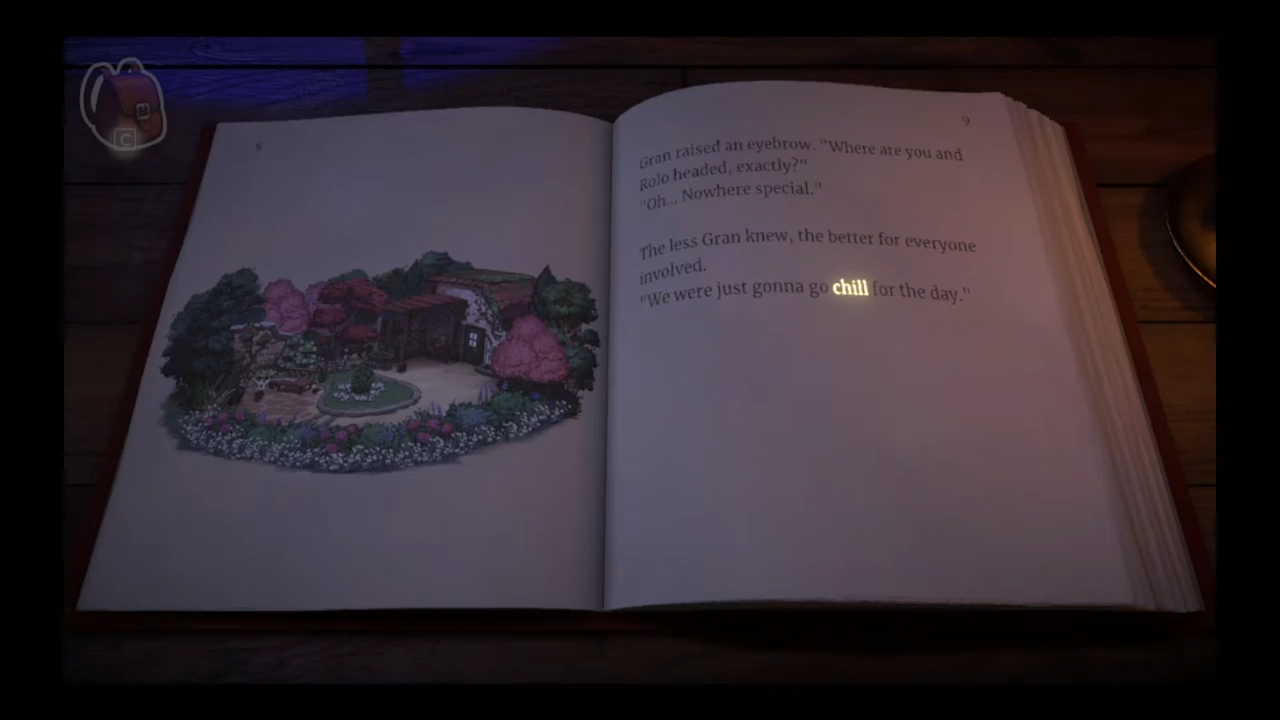 C
8
9
Gran raised an eyebrow. "Where are you and
Rolo headed, exactly?"
"Oh... Nowhere special."
The less Gran knew, the better for everyone
involved.
"We were just gonna go chill for the day."